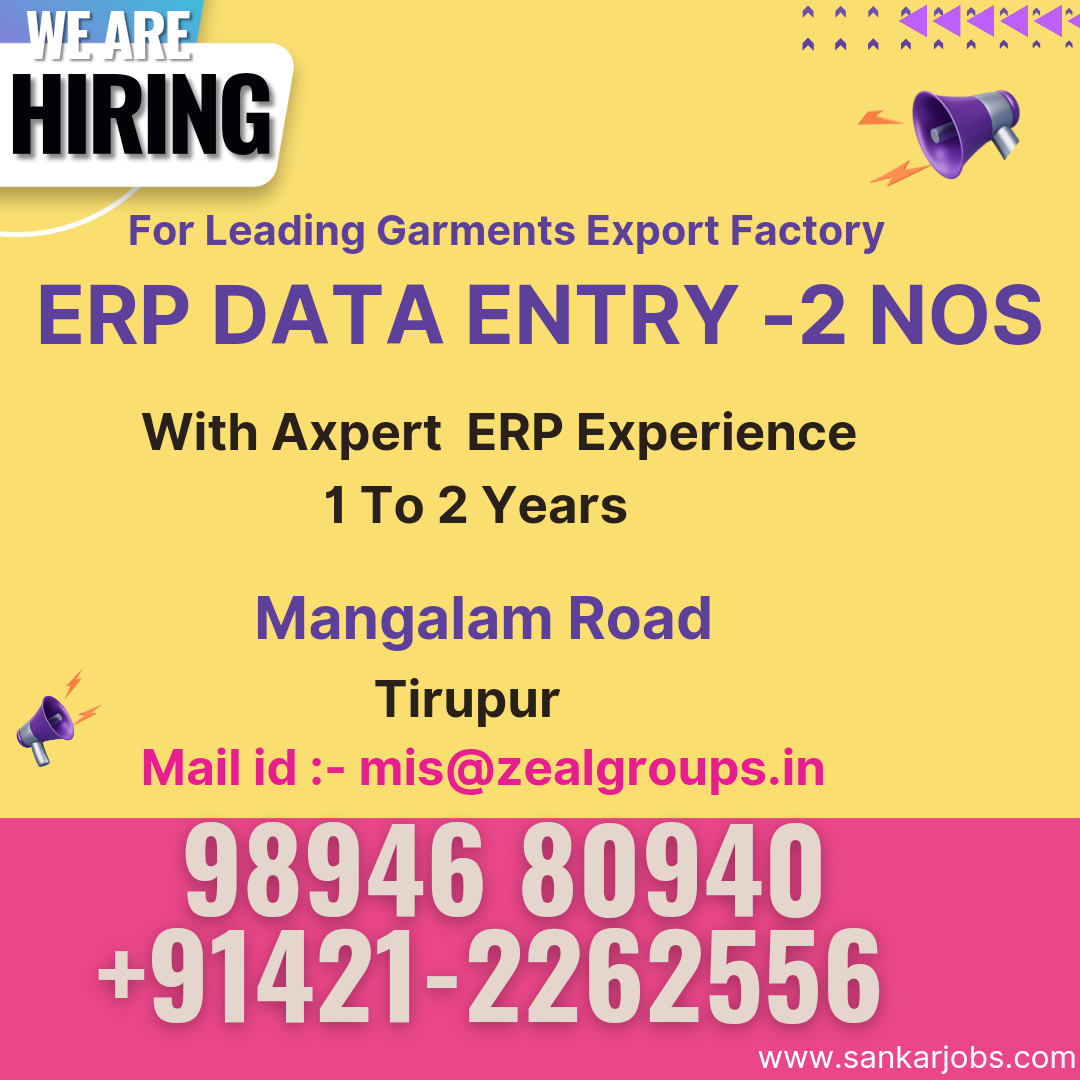 WE ARE
HIRING
For Leading Garments Export Factory
ERP DATA ENTRY -2 NOS
With Axpert  ERP Experience
1 To 2 Years
Mangalam Road
Tirupur
Mail id :- mis@zealgroups.in
98946 80940
+91421-2262556
www.sankarjobs.com